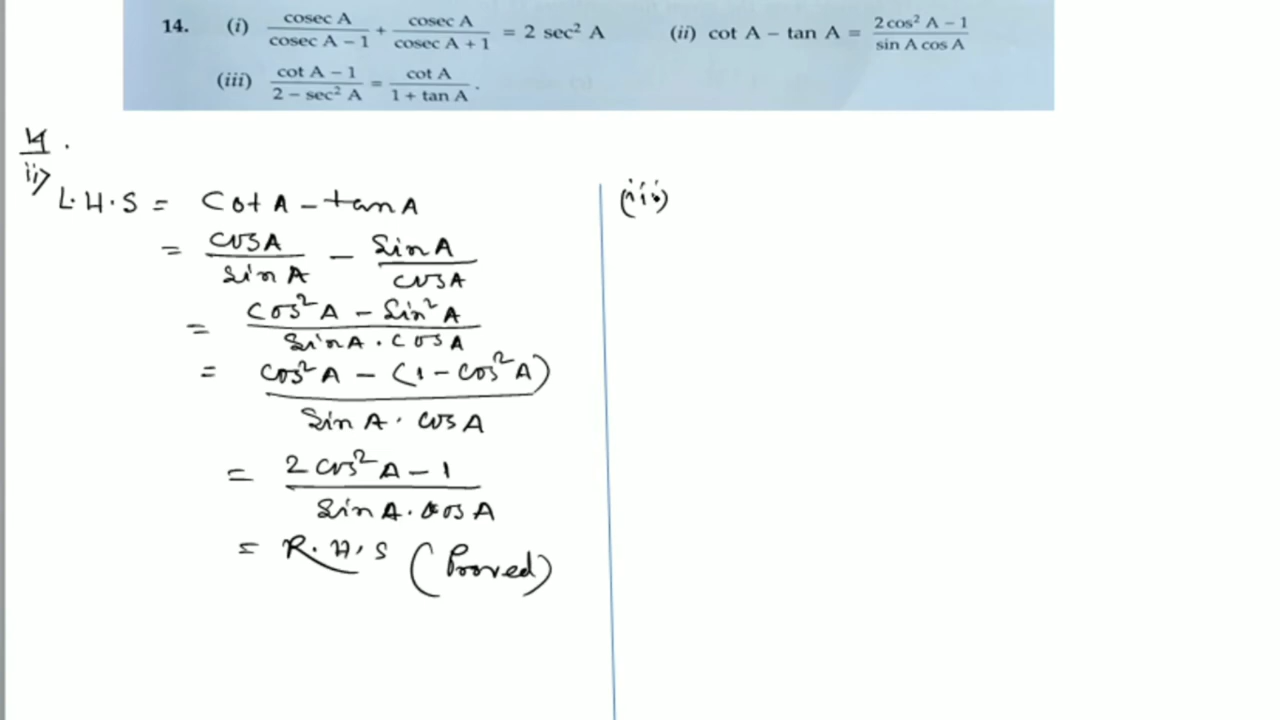 14. (i) cosec A / cosec A − 1 + cosec A / cosec A + 1 = 2 sec² A (ii) cot A − tan A = 2 cos² A − 1 / sin A cos A
(iii) cot A − 1 / 2 − sec² A = cot A / 1 + tan A .
14.
ii)
L.H.S = Cot A − tan A
= cos A / sin A − sin A / cos A
= cos² A − sin² A / sin A . cos A
= cos² A − (1 − cos² A) / sin A . cos A
= 2 cos² A − 1 / sin A . cos A
= R.H.S (Proved)
(iii)